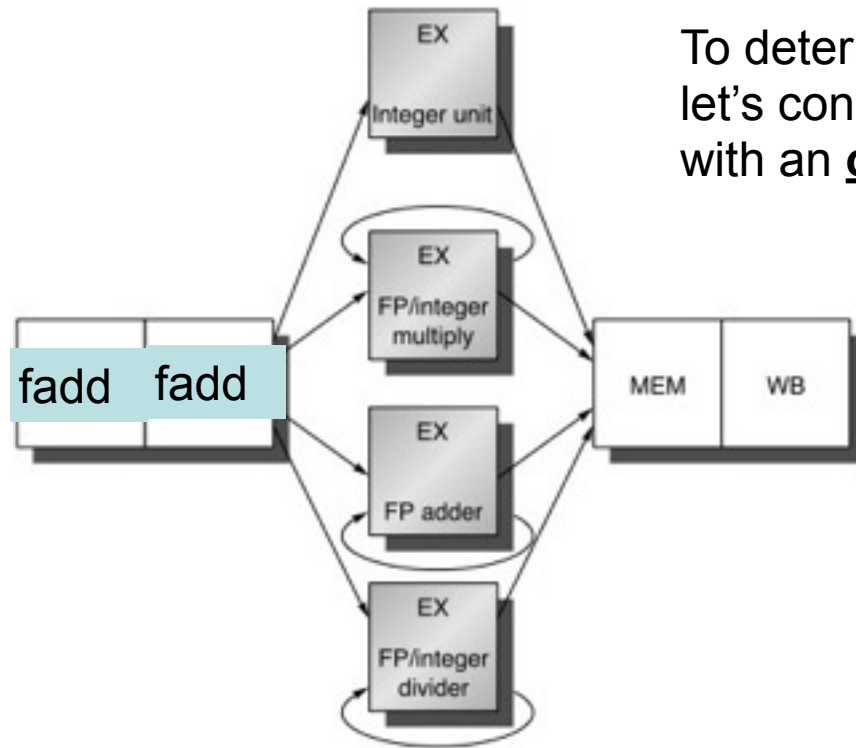 EX
Integer unit
To deter
let's con
with an
EX
FP/integer
multiply
fadd fadd
MEM WB
EX
FP adder
EX
FP/integer
divider